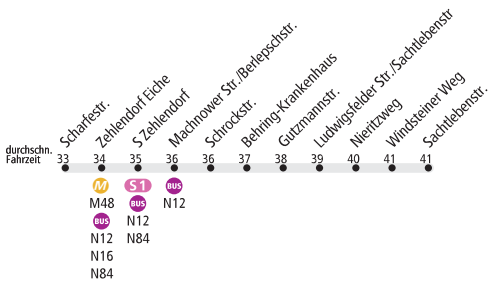 Scharfestr.
Zehlendorf Eiche
S Zehlendorf
Machnower Str./Berlepschstr.
Schrockstr.
Behring-Krankenhaus
Gutzmannstr.
Ludwigsfelder Str./Sachtlebenstr
Nieritzweg
Windsteiner Weg
Sachtlebenstr.
durchschn.
Fahrzeit
33 34 35 36 36 37 38 39 40 41 41
M S1 BUS
M48 BUS N12
BUS N12
N12 N84
N16
N84